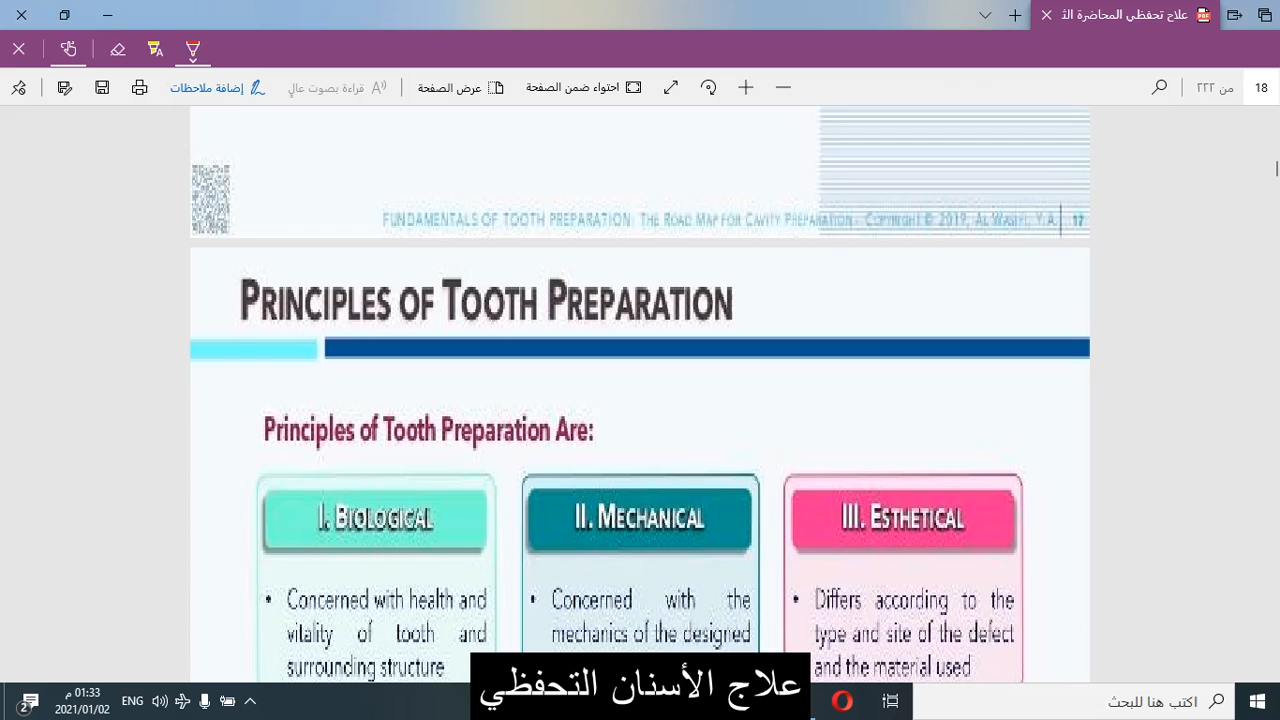 علاج تحفظي المحاضرة الث
18
من ٢٢٢
احتواء ضمن الصفحة
عرض الصفحة
قراءة بصوت عالٍ
إضافة ملاحظات
FUNDAMENTALS OF TOOTH PREPARATION: THE ROAD MAP FOR CAVITY PREPARATION - COPYRIGHT © 2019, AL WASIFI, Y.A. 17
PRINCIPLES OF TOOTH PREPARATION
Principles of Tooth Preparation Are:
I. BIOLOGICAL
• Concerned with health and
vitality of tooth and
surrounding structure
II. MECHANICAL
• Concerned with the
mechanics of the designed
III. ESTHETICAL
• Differs according to the
type and site of the defect
and the material used
علاج الأسنان التحفظي
اكتب هنا للبحث
ENG
01:33 م
2021/01/02
2